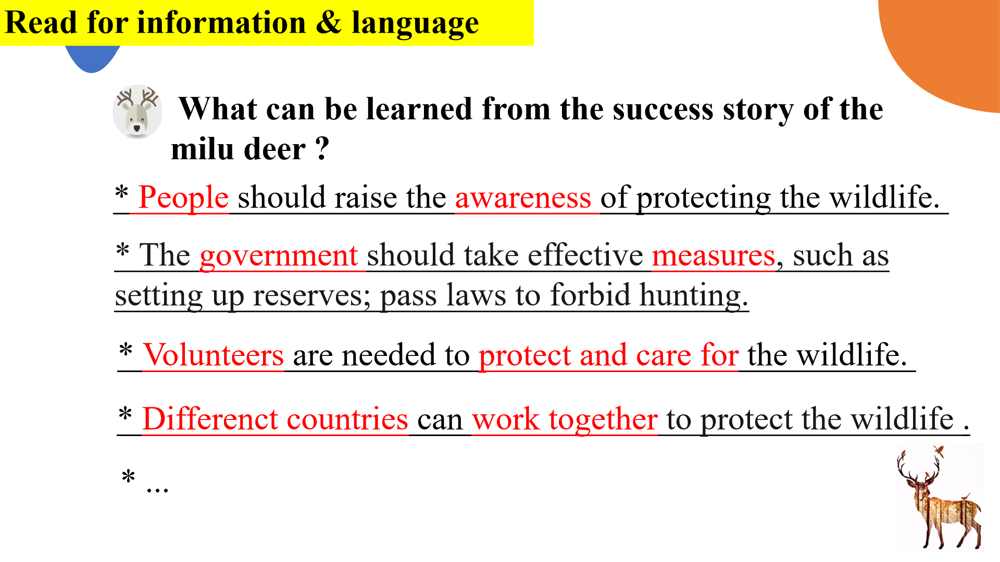 Read for information & language
What can be learned from the success story of the
milu deer ?
* People should raise the awareness of protecting the wildlife.
* The government should take effective measures, such as
setting up reserves; pass laws to forbid hunting.
* Volunteers are needed to protect and care for the wildlife.
* Differenct countries can work together to protect the wildlife .
* ...